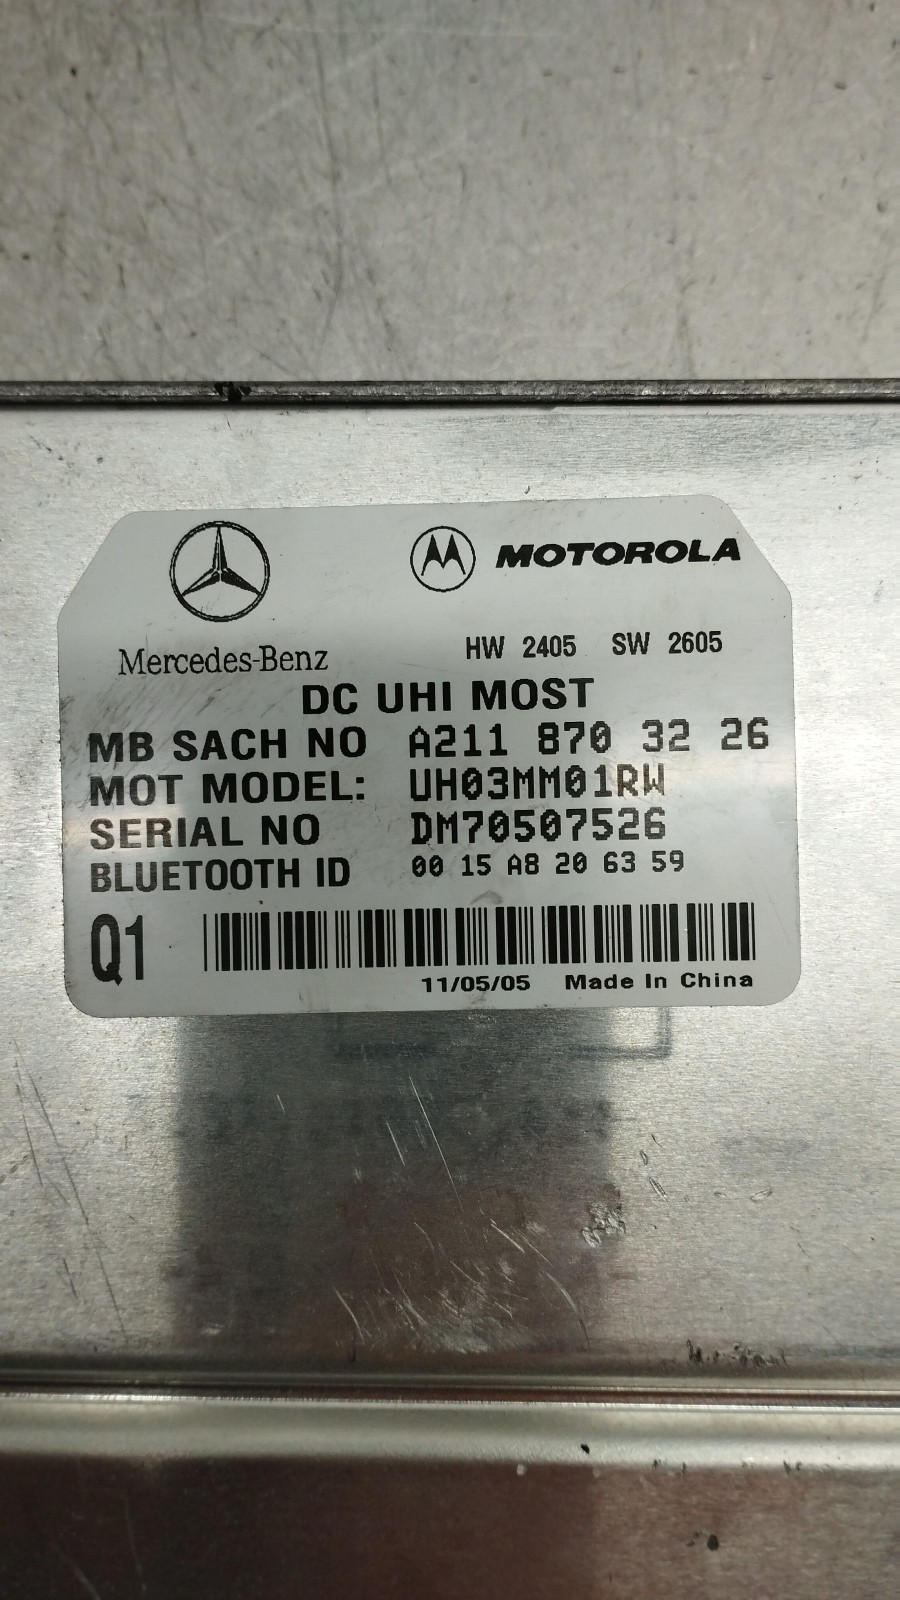 MOTOROLA
Mercedes-Benz
HW 2405 SW 2605
DC UHI MOST
MB SACH NO A211 870 32 26
MOT MODEL: UH03MM01RW
SERIAL NO DM70507526
BLUETOOTH ID 00 15 A8 20 63 59
Q1
11/05/05 Made In China